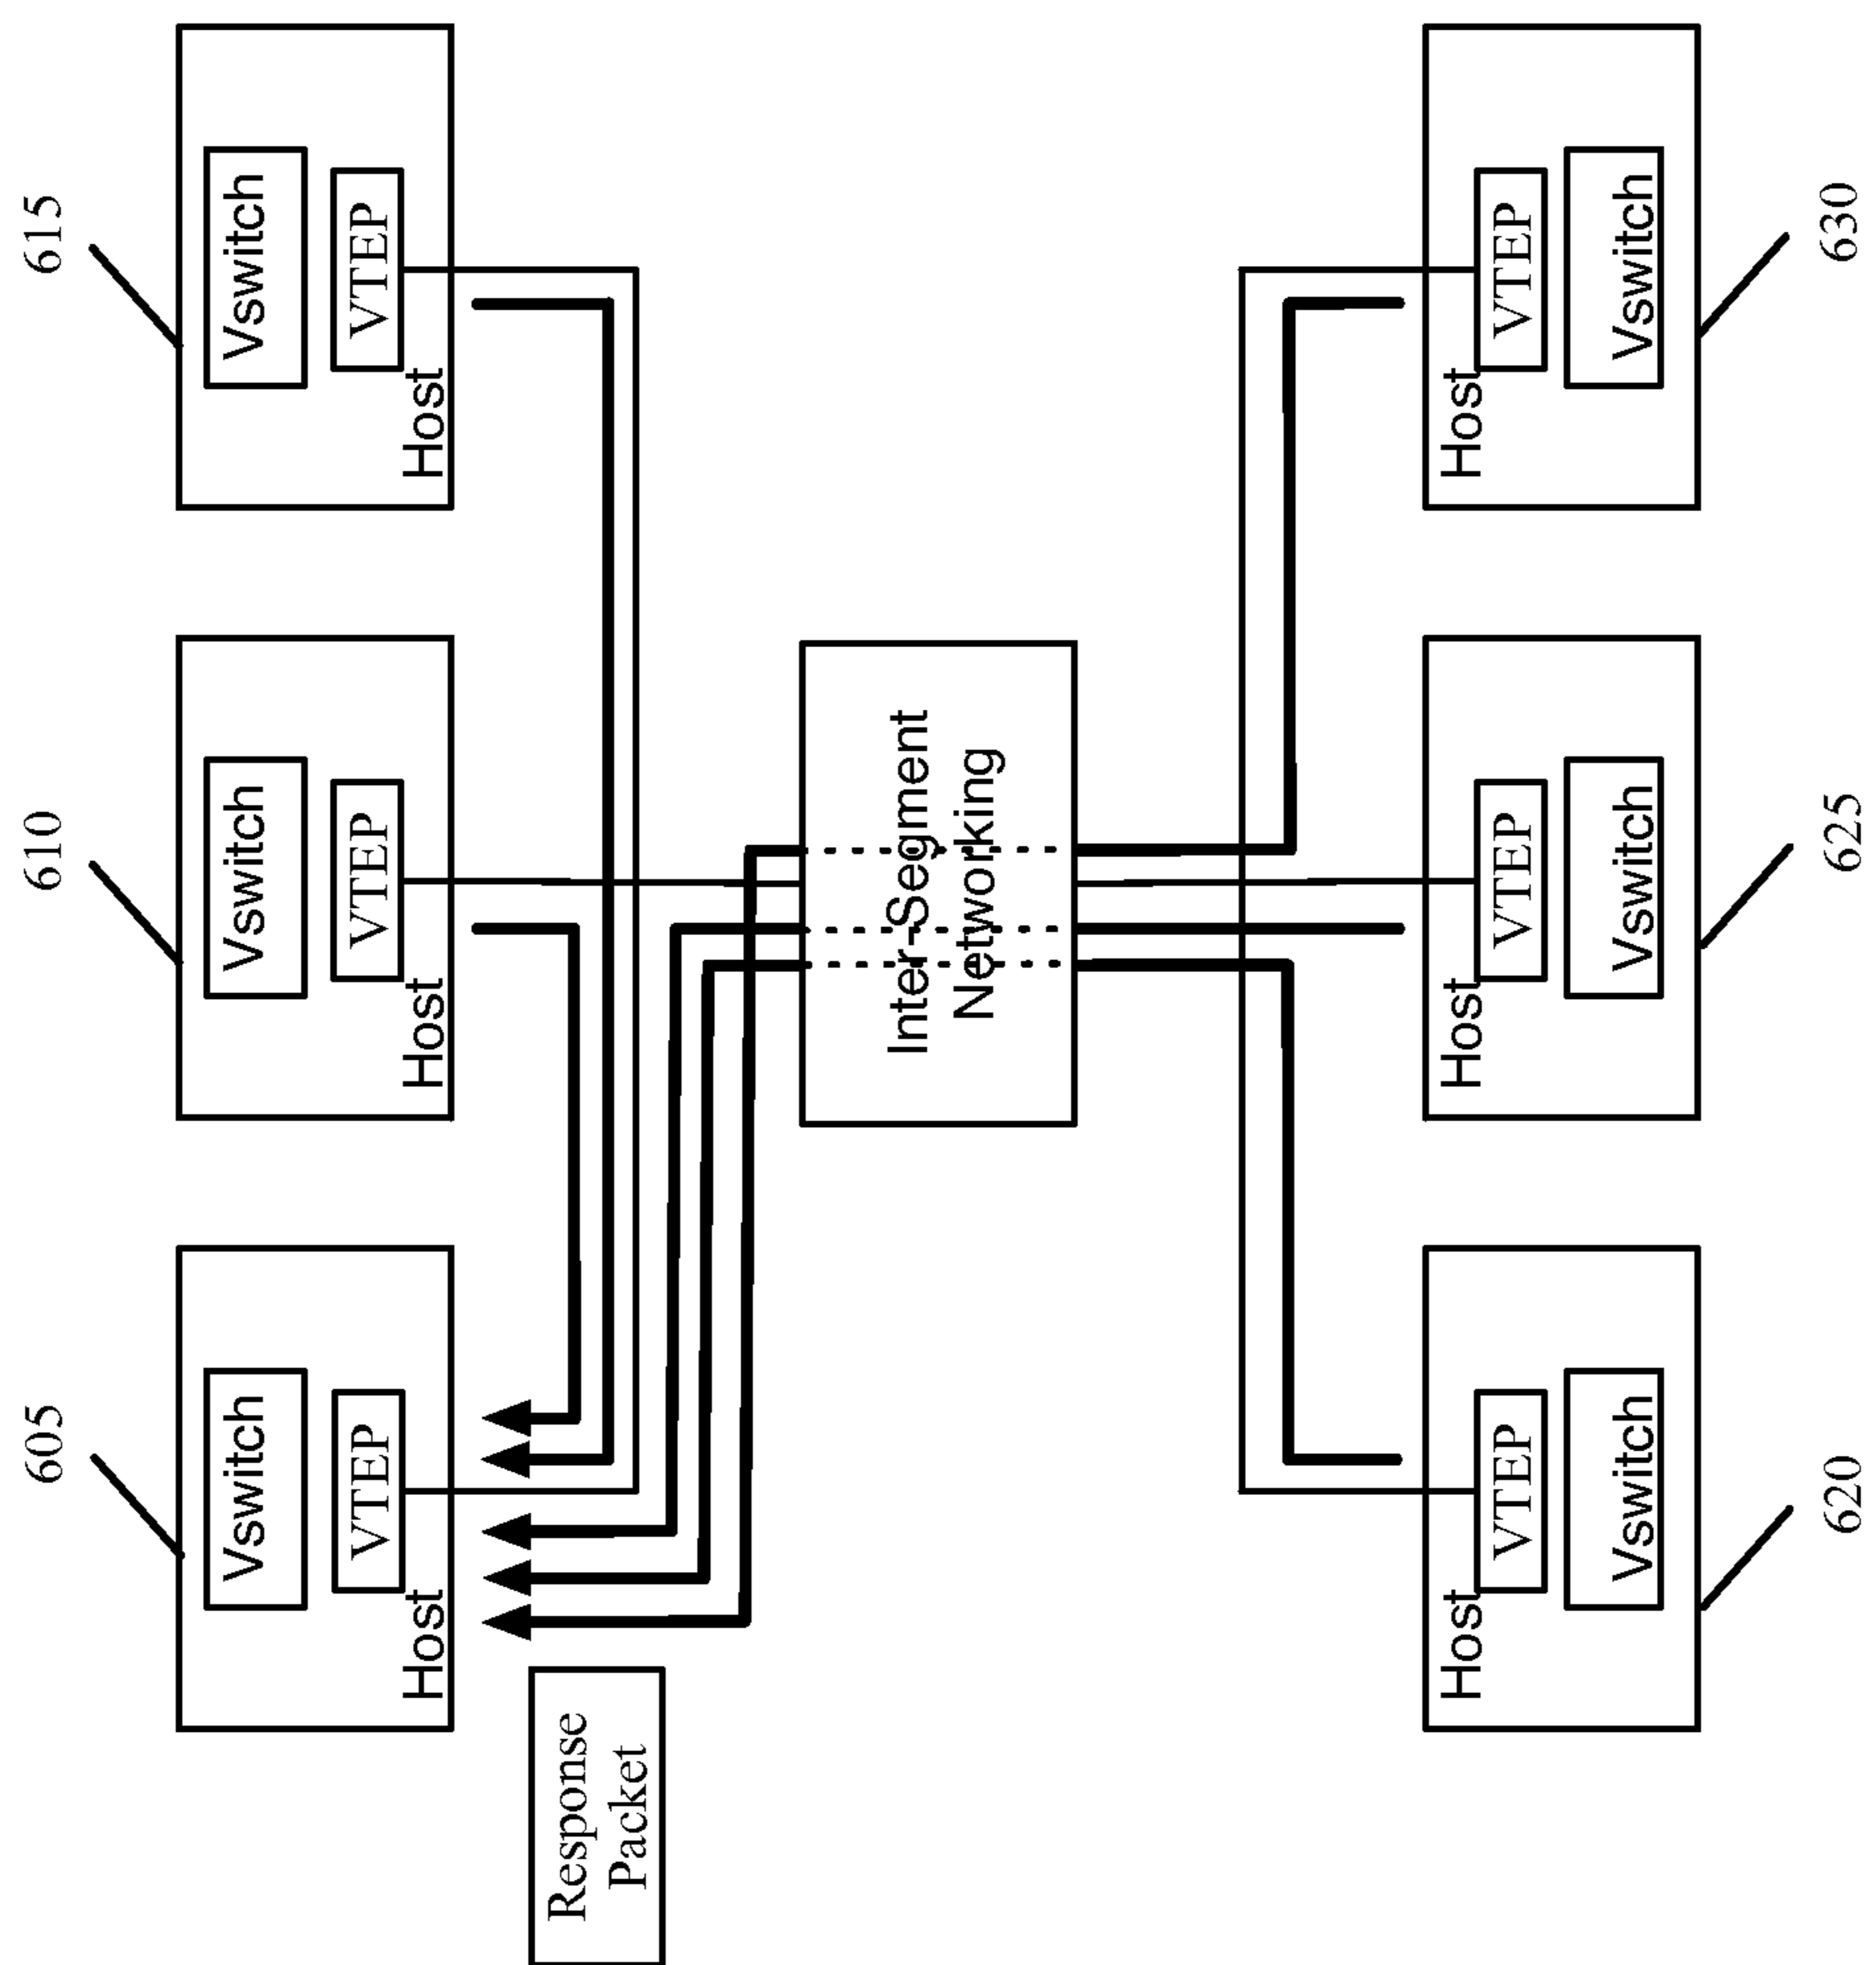 605
610
615
Vswitch
VTEP
Host
Vswitch
VTEP
Host
Vswitch
VTEP
Host
Response
Packet
Inter-Segment
Networking
Host
VTEP
Vswitch
Host
VTEP
Vswitch
Host
VTEP
Vswitch
620
625
630